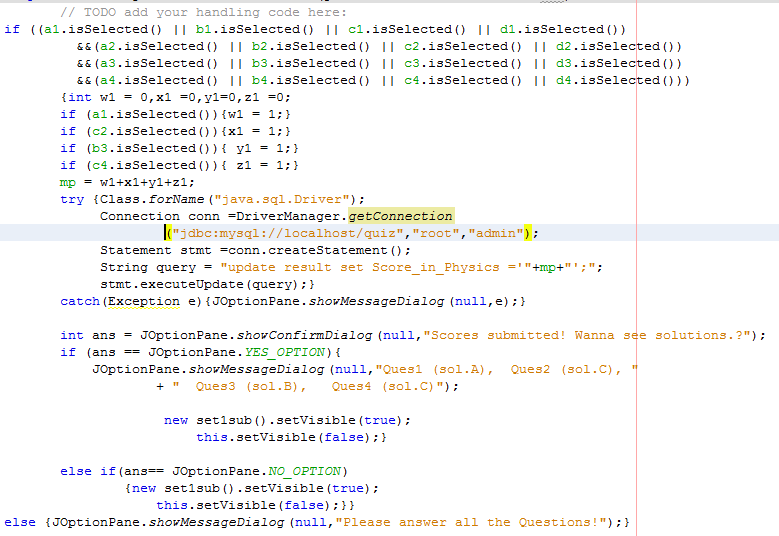 // TODO add your handling code here:
if ((a1.isSelected() || b1.isSelected() || c1.isSelected() || d1.isSelected())
&&(a2.isSelected() || b2.isSelected() || c2.isSelected() || d2.isSelected())
&&(a3.isSelected() || b3.isSelected() || c3.isSelected() || d3.isSelected())
&&(a4.isSelected() || b4.isSelected() || c4.isSelected() || d4.isSelected()))
{int w1 = 0,x1 =0,y1=0,z1 =0;
if (a1.isSelected()){w1 = 1;}
if (c2.isSelected()){x1 = 1;}
if (b3.isSelected()){ y1 = 1;}
if (c4.isSelected()){ z1 = 1;}
mp = w1+x1+y1+z1;
try {Class.forName("java.sql.Driver");
Connection conn =DriverManager.getConnection
("jdbc:mysql://localhost/quiz","root","admin");
Statement stmt =conn.createStatement();
String query = "update result set Score_in_Physics ='"+mp+"';";
stmt.executeUpdate(query);}
catch(Exception e){JOptionPane.showMessageDialog(null,e);}
int ans = JOptionPane.showConfirmDialog(null,"Scores submitted! Wanna see solutions.?");
if (ans == JOptionPane.YES_OPTION){
JOptionPane.showMessageDialog(null,"Ques1 (sol.A),  Ques2 (sol.C), "
+ "  Ques3 (sol.B),   Ques4 (sol.C)");
new set1sub().setVisible(true);
this.setVisible(false);}
else if(ans== JOptionPane.NO_OPTION)
{new set1sub().setVisible(true);
this.setVisible(false);}}
else {JOptionPane.showMessageDialog(null,"Please answer all the Questions!");}